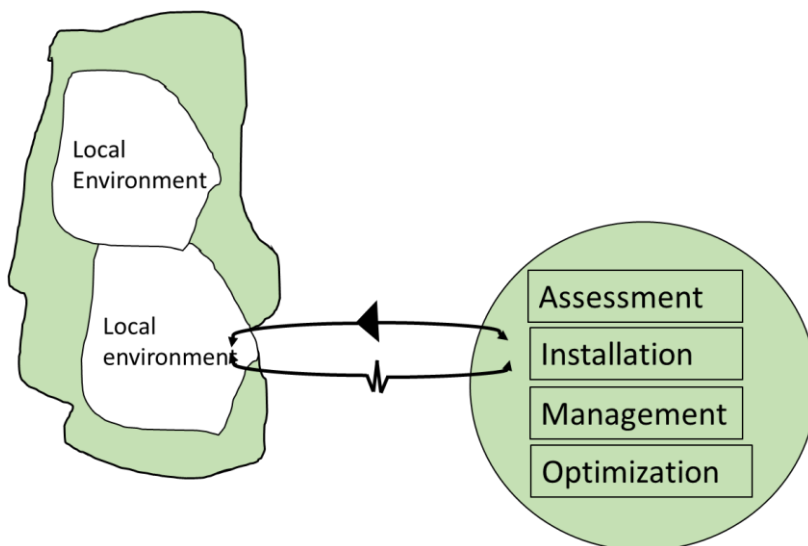 Local
Environment
Local
environment
Assessment
Installation
Management
Optimization